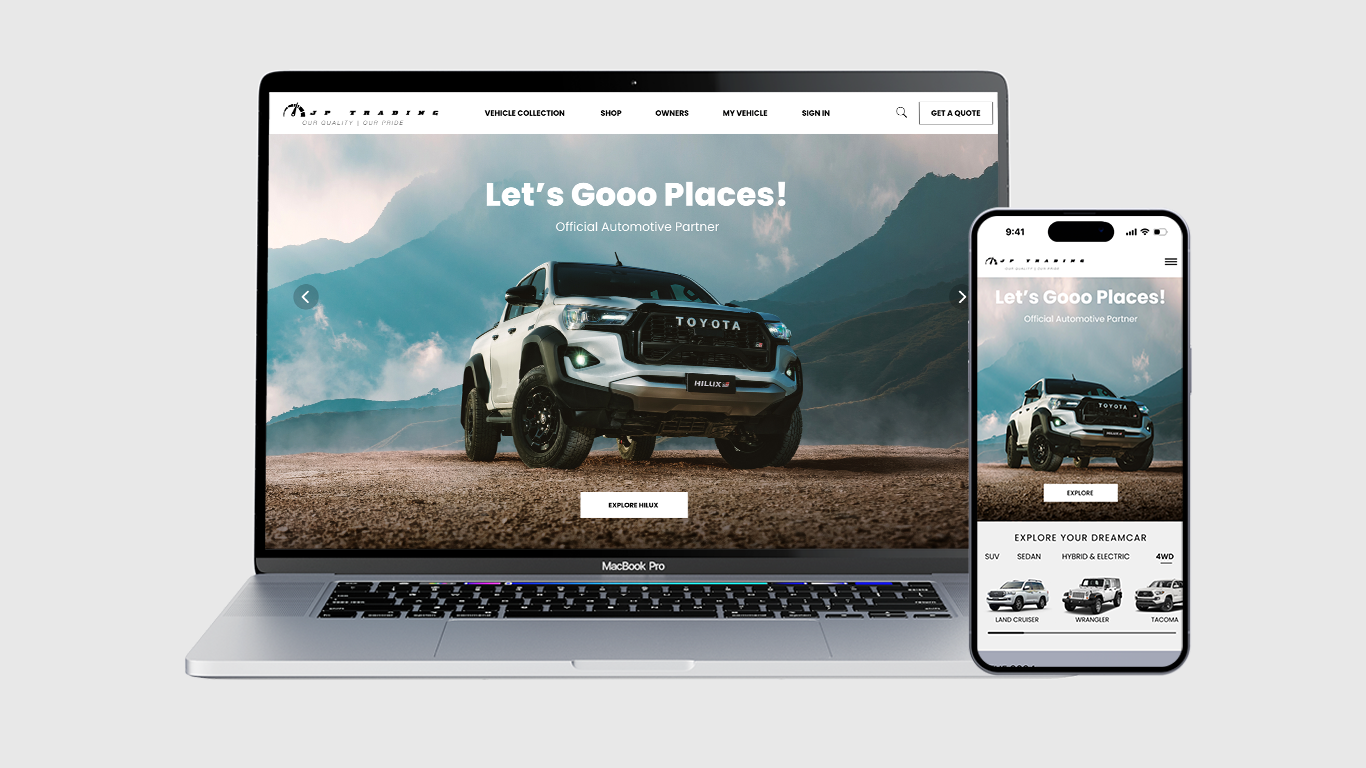 JP TRADING
OUR QUALITY | OUR PRIDE
VEHICLE COLLECTION
SHOP
OWNERS
MY VEHICLE
SIGN IN
GET A QUOTE
Let’s Gooo Places!
Official Automotive Partner
TOYOTA
HILUX
EXPLORE HILUX
MacBook Pro
9:41
JP TRADING
OUR QUALITY | OUR PRIDE
Let’s Gooo Places!
Official Automotive Partner
TOYOTA
HILUX
EXPLORE
EXPLORE YOUR DREAMCAR
SUV SEDAN HYBRID & ELECTRIC 4WD
LAND CRUISER WRANGLER TACOMA